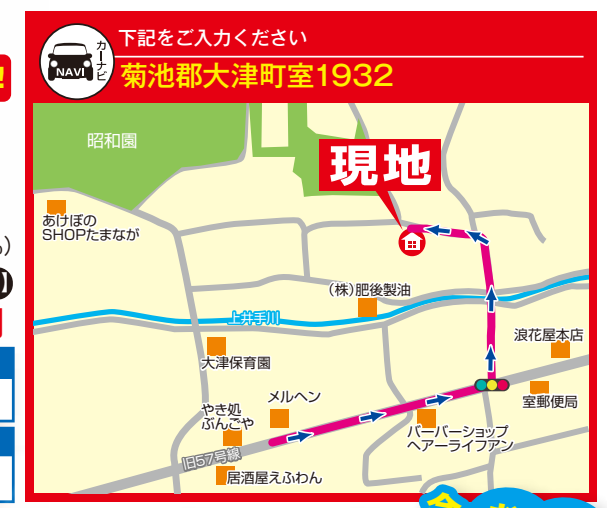 !
下記をご入力ください
NAVI
カーナビ
菊池郡大津町室1932
昭和園
現地
あけぼの
SHOPたまなが
(株)肥後製油
上井手川
浪花屋本店
大津保育園
メルヘン
室郵便局
やき処
ぶんごや
バーバーショップ
ヘアーライフアン
旧57号線
居酒屋えふわん